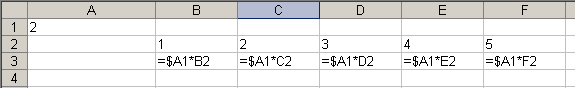 A B C D E F
1 2
2 1 2 3 4 5
3 =$A1*B2 =$A1*C2 =$A1*D2 =$A1*E2 =$A1*F2
4